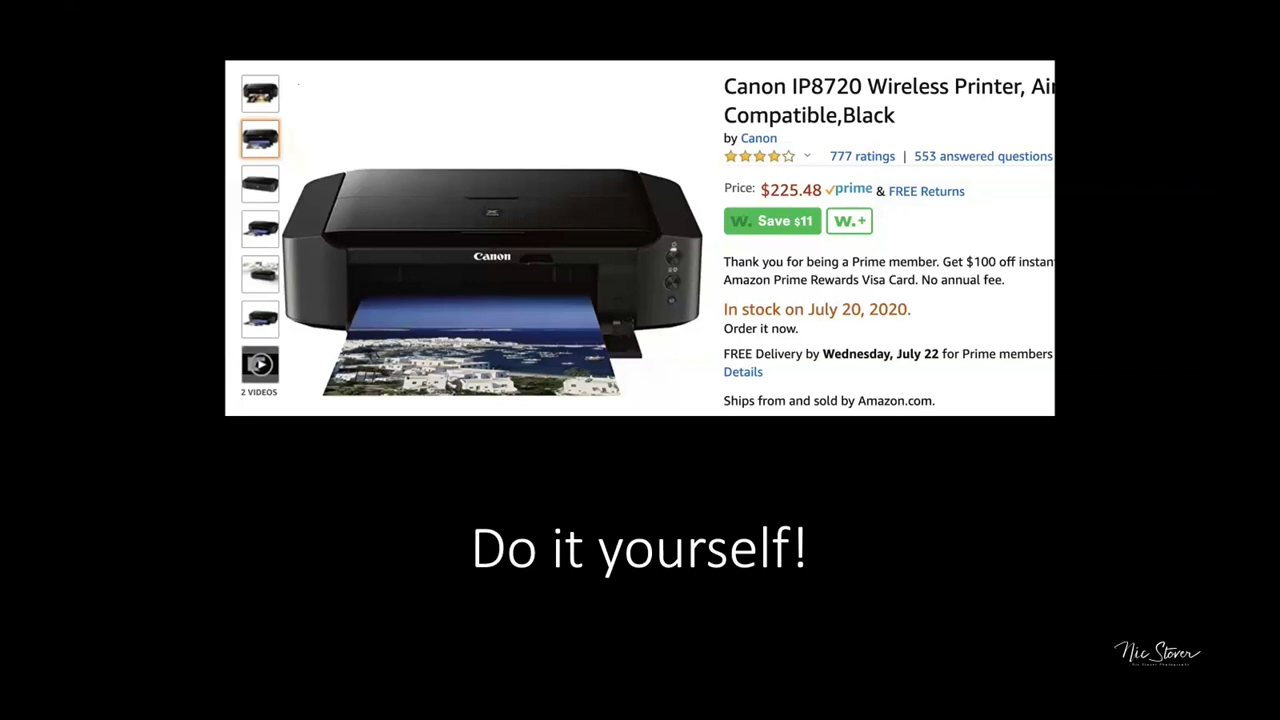 Canon IP8720 Wireless Printer, Air
Compatible,Black
by Canon
777 ratings | 553 answered questions
Price: $225.48 prime & FREE Returns
W. Save $11 W.+
Thank you for being a Prime member. Get $100 off instan
Amazon Prime Rewards Visa Card. No annual fee.
In stock on July 20, 2020.
Order it now.
FREE Delivery by Wednesday, July 22 for Prime members
Details
Ships from and sold by Amazon.com.
2 VIDEOS
Canon
Do it yourself!
Nic Stover
Nic Stover Photography